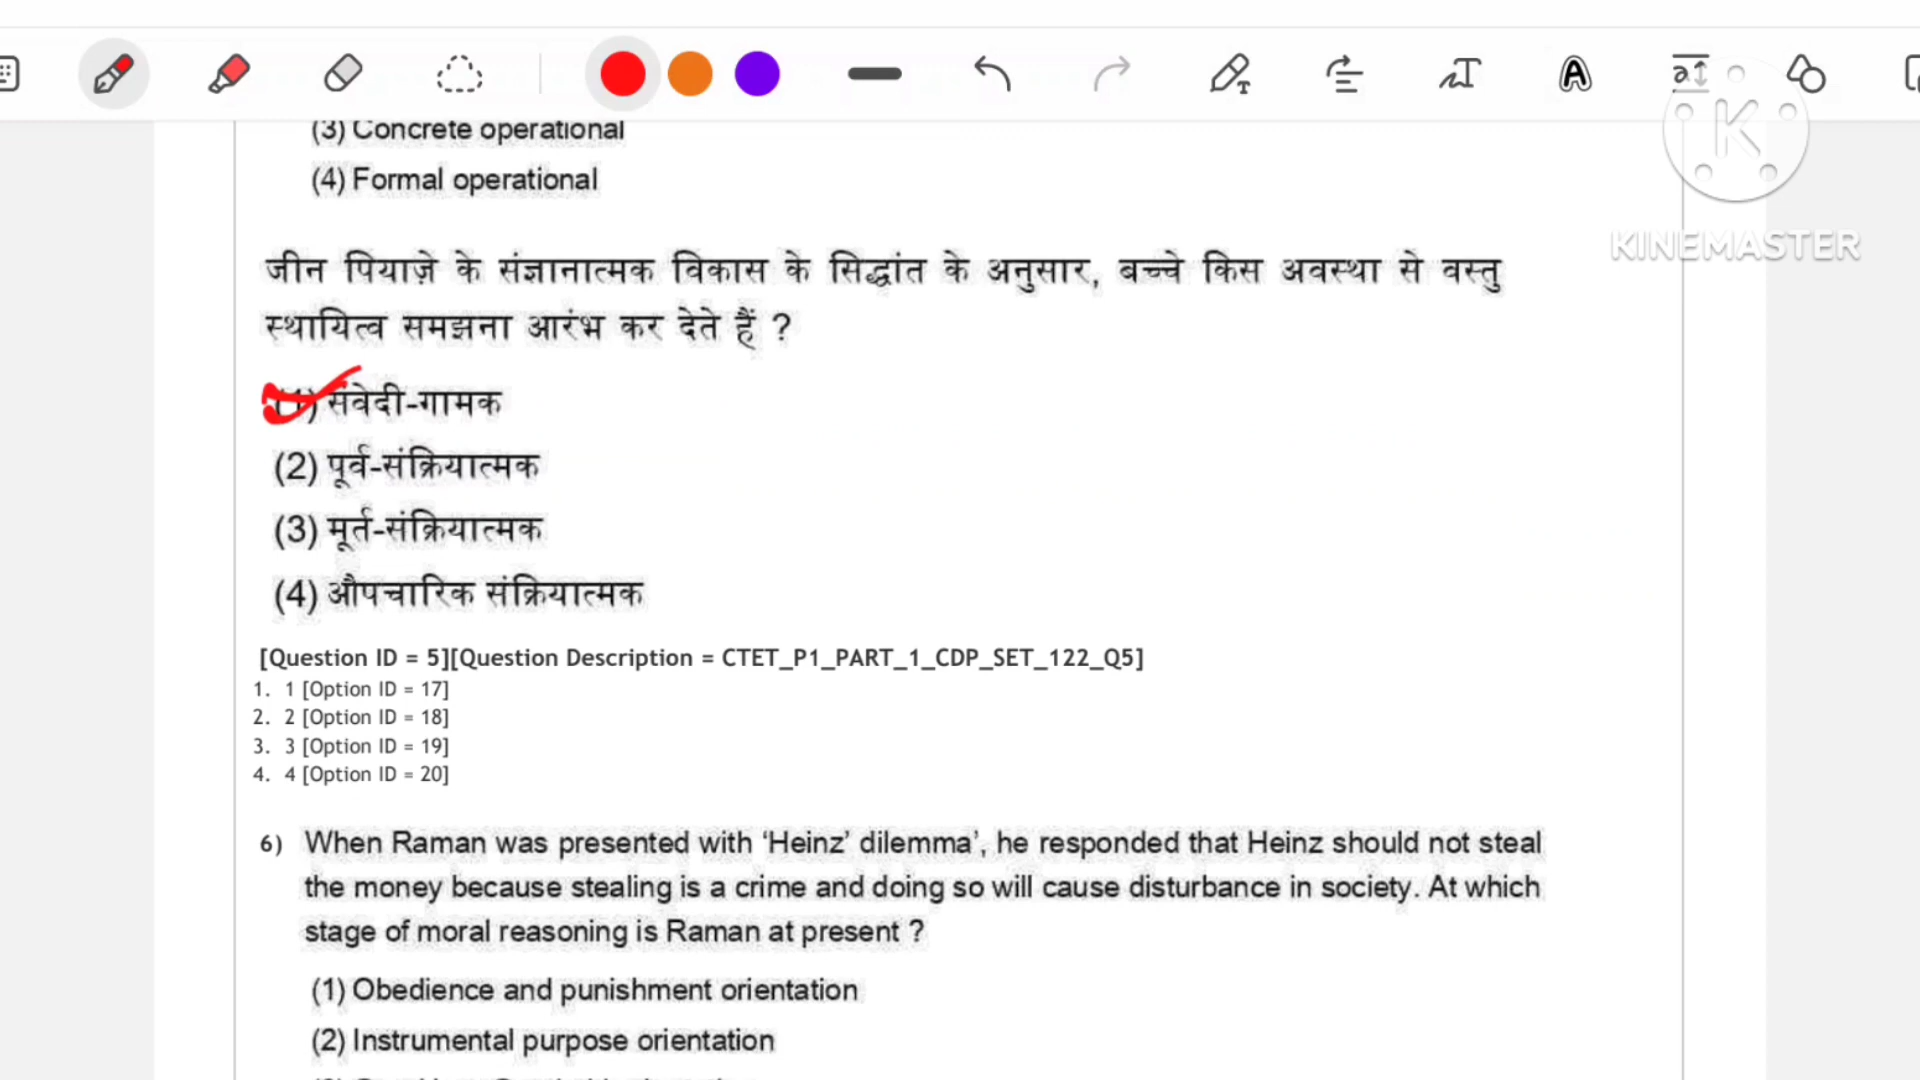 (3) Concrete operational
(4) Formal operational
KINEMASTER
जीन पियाज़े के संज्ञानात्मक विकास के सिद्धांत के अनुसार, बच्चे किस अवस्था से वस्तु
स्थायित्व समझना आरंभ कर देते हैं ?
(1) संवेदी-गामक
(2) पूर्व-संक्रियात्मक
(3) मूर्त-संक्रियात्मक
(4) औपचारिक संक्रियात्मक
[Question ID = 5][Question Description = CTET_P1_PART_1_CDP_SET_122_Q5]
1. 1 [Option ID = 17]
2. 2 [Option ID = 18]
3. 3 [Option ID = 19]
4. 4 [Option ID = 20]
6) When Raman was presented with ‘Heinz’ dilemma’, he responded that Heinz should not steal
the money because stealing is a crime and doing so will cause disturbance in society. At which
stage of moral reasoning is Raman at present ?
(1) Obedience and punishment orientation
(2) Instrumental purpose orientation